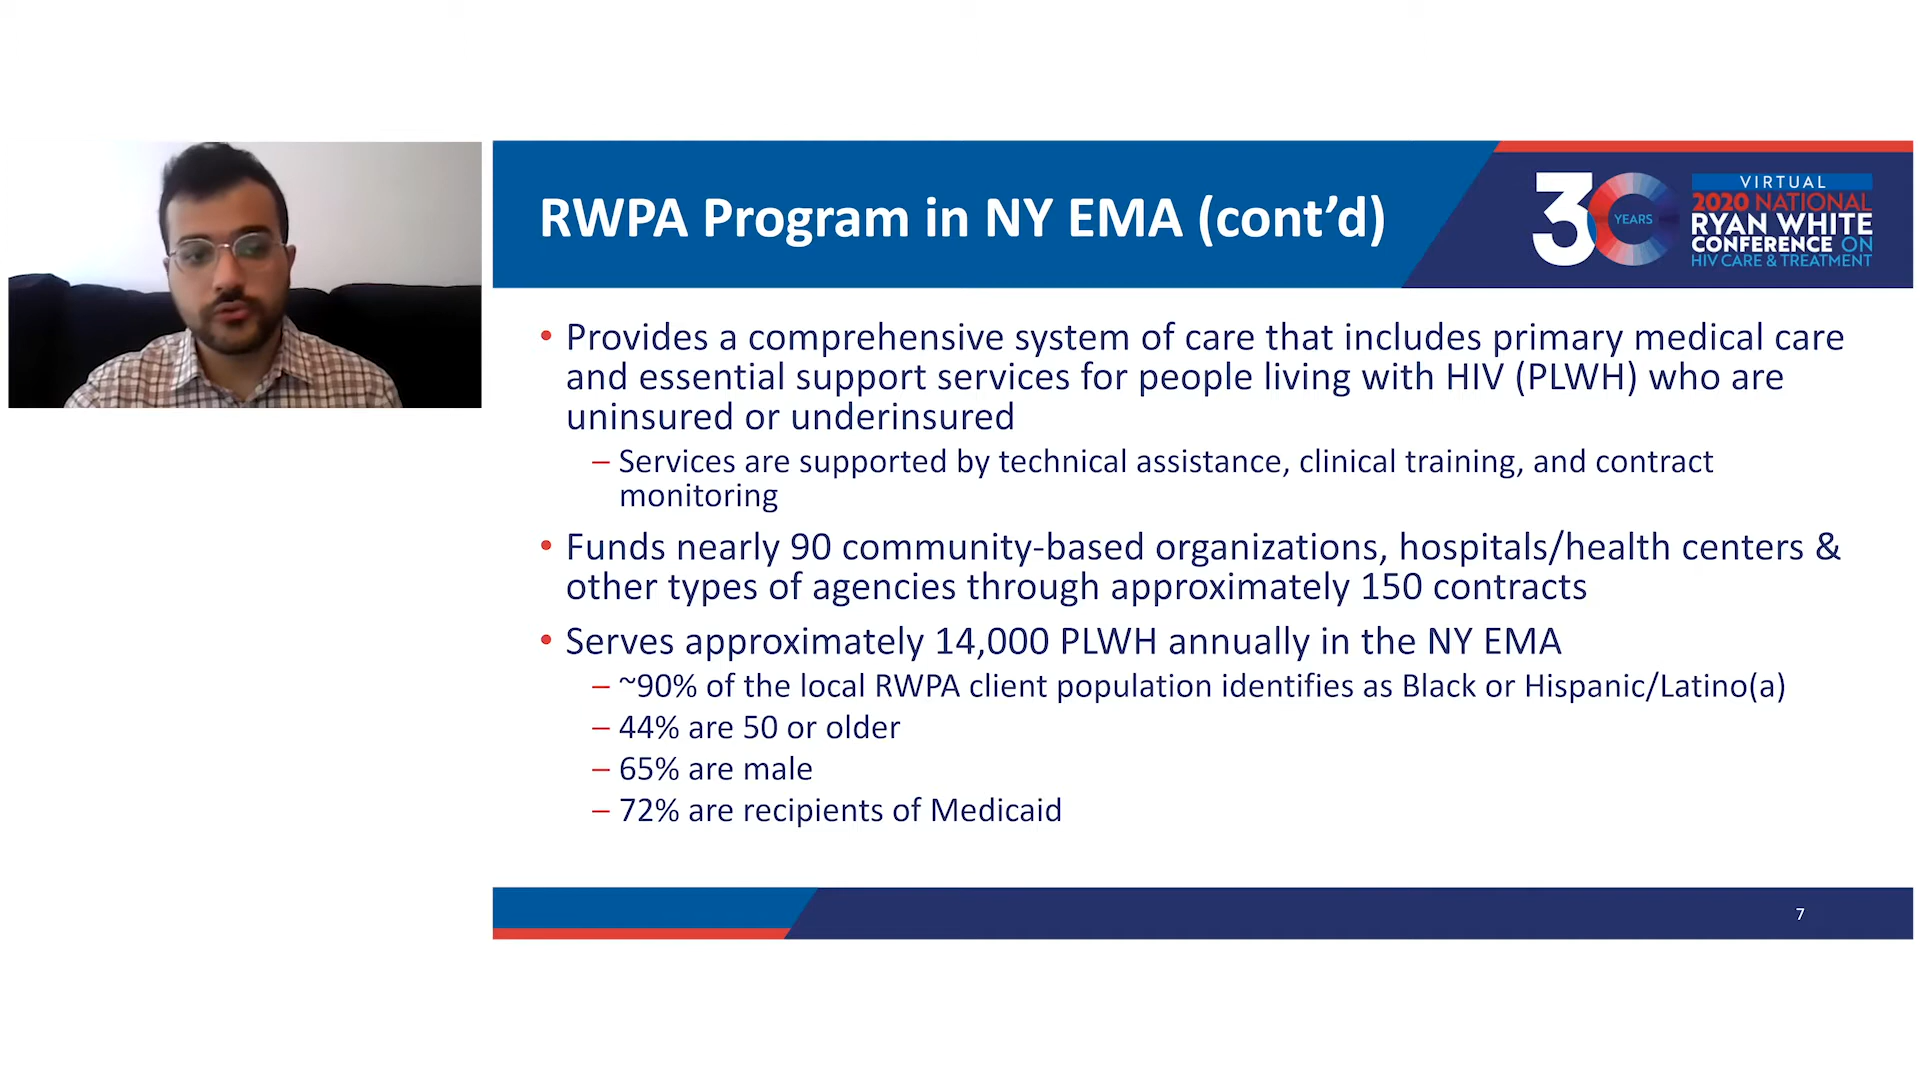 RWPA Program in NY EMA (cont’d)
30
YEARS
VIRTUAL
2020 NATIONAL
RYAN WHITE
CONFERENCE ON
HIV CARE & TREATMENT
• Provides a comprehensive system of care that includes primary medical care
and essential support services for people living with HIV (PLWH) who are
uninsured or underinsured
– Services are supported by technical assistance, clinical training, and contract
monitoring
• Funds nearly 90 community-based organizations, hospitals/health centers &
other types of agencies through approximately 150 contracts
• Serves approximately 14,000 PLWH annually in the NY EMA
– ~90% of the local RWPA client population identifies as Black or Hispanic/Latino(a)
– 44% are 50 or older
– 65% are male
– 72% are recipients of Medicaid
7